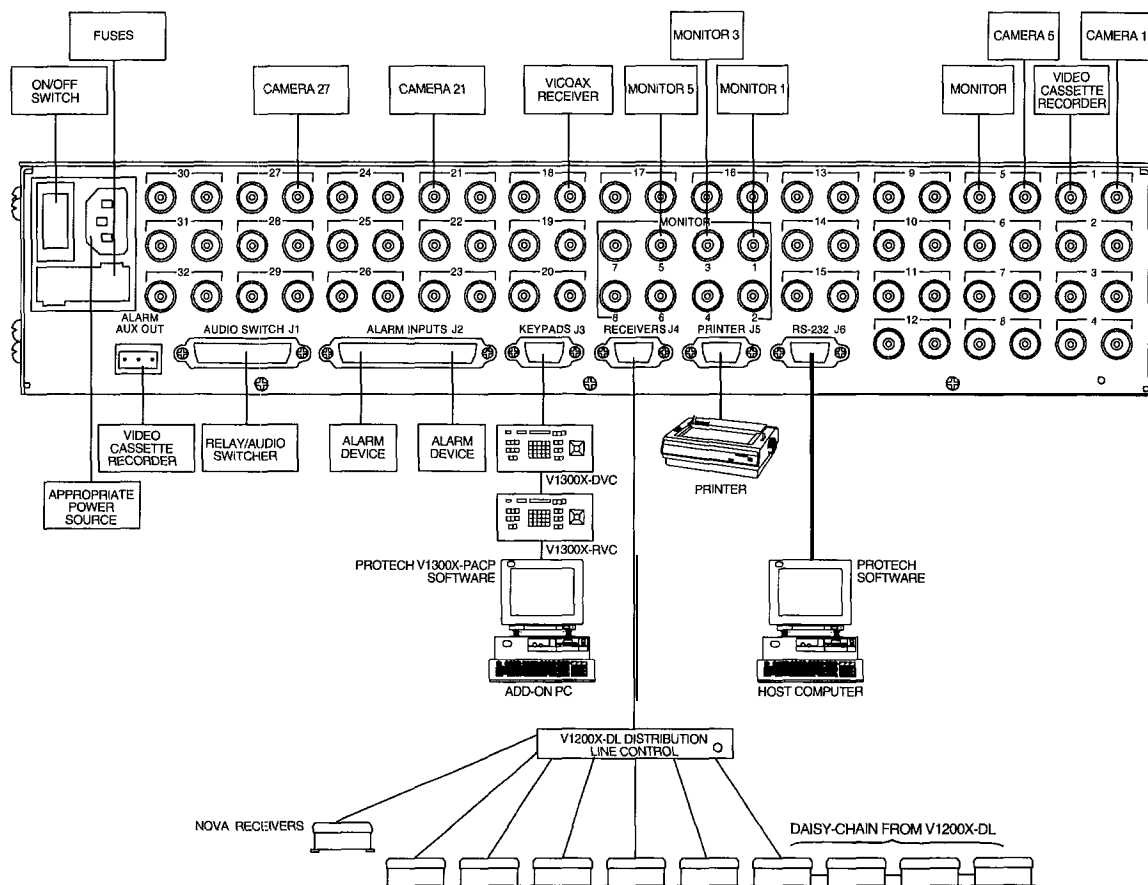 FUSES
MONITOR 3
CAMERA 5
CAMERA 1
ON/OFF
SWITCH
CAMERA 27
CAMERA 21
VICOAX
RECEIVER
MONITOR 5
MONITOR 1
MONITOR
VIDEO
CASSETTE
RECORDER
30 27 24 21 18 17 16 13 9 5 1
MONITOR
31 28 25 22 19 14 10 6 2
7 5 3 1
32 29 26 23 20 15 11 7 3
8 6 4 2
12 8 4
ALARM
AUX OUT
AUDIO SWITCH J1
ALARM INPUTS J2
KEYPADS J3
RECEIVERS J4
PRINTER J5
RS-232 J6
VIDEO
CASSETTE
RECORDER
RELAY/AUDIO
SWITCHER
ALARM
DEVICE
ALARM
DEVICE
V1300X-DVC
PRINTER
APPROPRIATE
POWER
SOURCE
V1300X-RVC
PROTECH V1300X-PACP
SOFTWARE
PROTECH
SOFTWARE
ADD-ON PC
HOST COMPUTER
V1200X-DL DISTRIBUTION
LINE CONTROL
NOVA RECEIVERS
DAISY-CHAIN FROM V1200X-DL